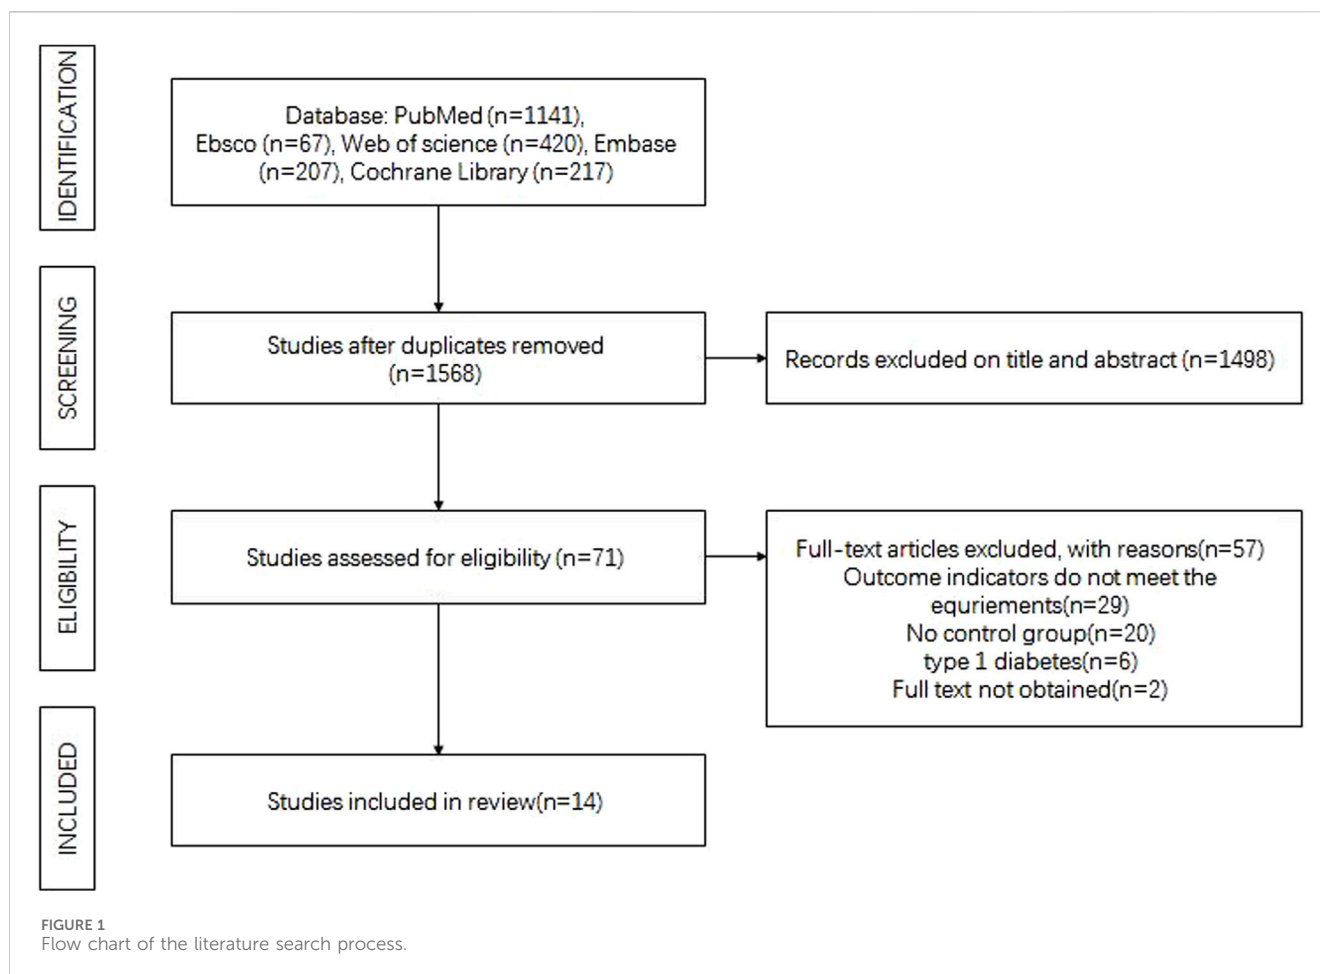 IDENTIFICATION
Database: PubMed (n=1141),
Ebsco (n=67), Web of science (n=420), Embase
(n=207), Cochrane Library (n=217)
SCREENING
Studies after duplicates removed
(n=1568)
Records excluded on title and abstract (n=1498)
ELIGIBILITY
Studies assessed for eligibility (n=71)
Full-text articles excluded, with reasons(n=57)
Outcome indicators do not meet the
equriements(n=29)
No control group(n=20)
type 1 diabetes(n=6)
Full text not obtained(n=2)
INCLUDED
Studies included in review(n=14)
FIGURE 1
Flow chart of the literature search process.